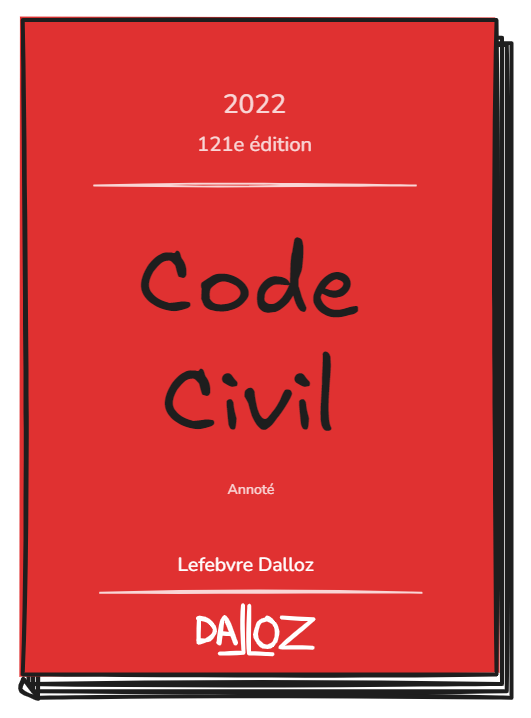 2022
121e édition
Code
Civil
Annoté
Lefebvre Dalloz
DALLOZ